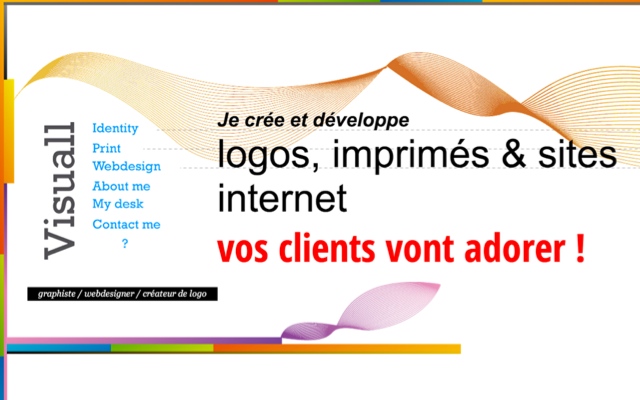 Visuall
Identity
Print
Webdesign
About me
My desk
Contact me
?
Je crée et développe
logos, imprimés & sites
internet
vos clients vont adorer !
graphiste / webdesigner / créateur de logo